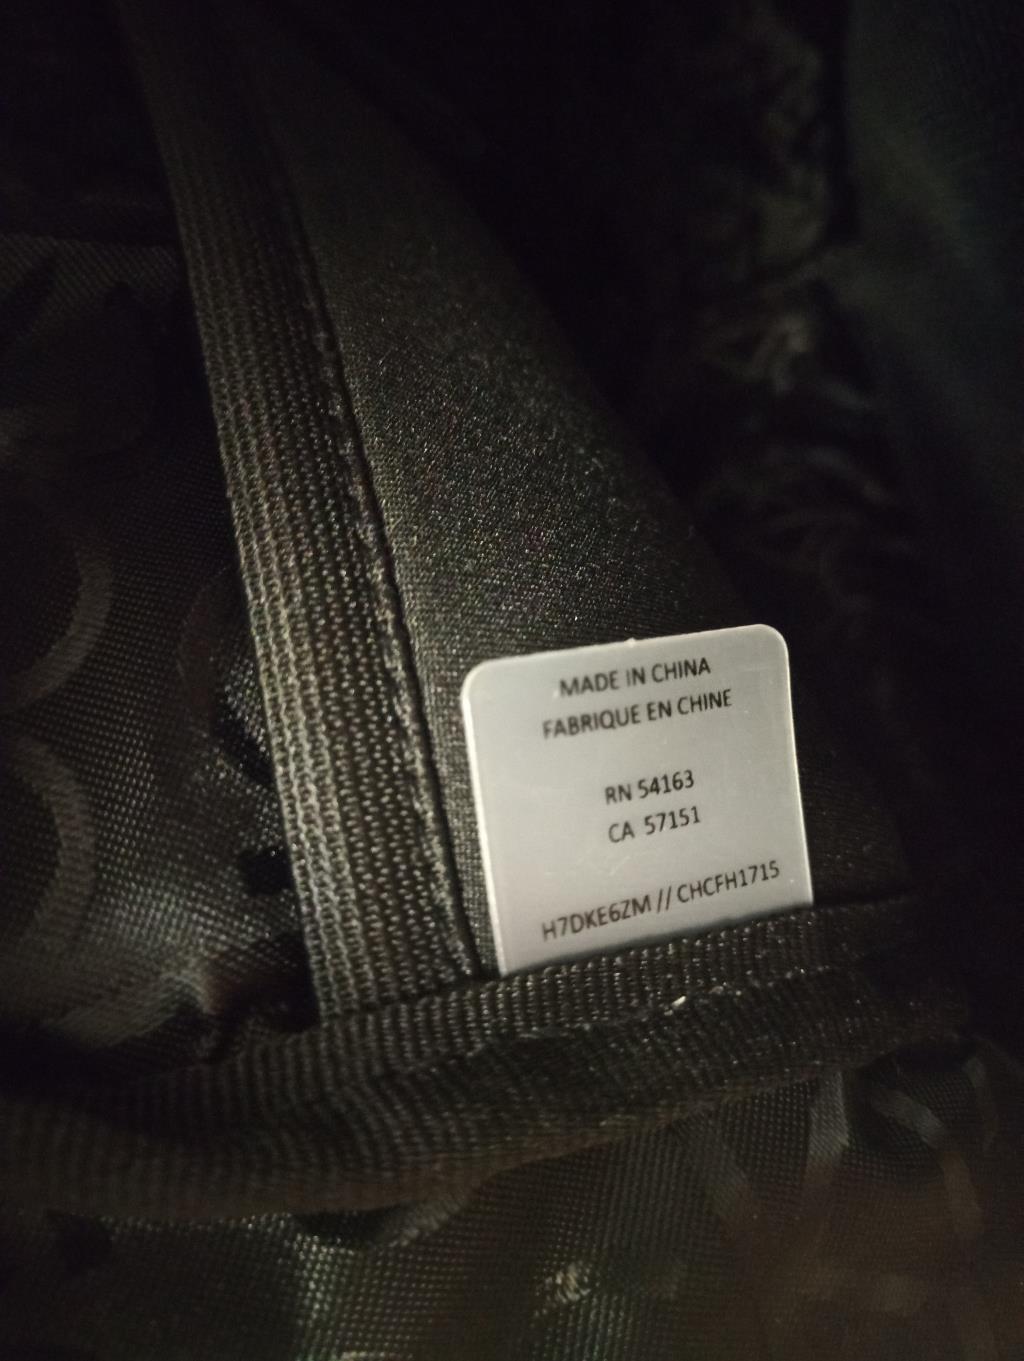 MADE IN CHINA
FABRIQUE EN CHINE
RN 54163
CA 57151
H7DKE6ZM // CHCFH1715